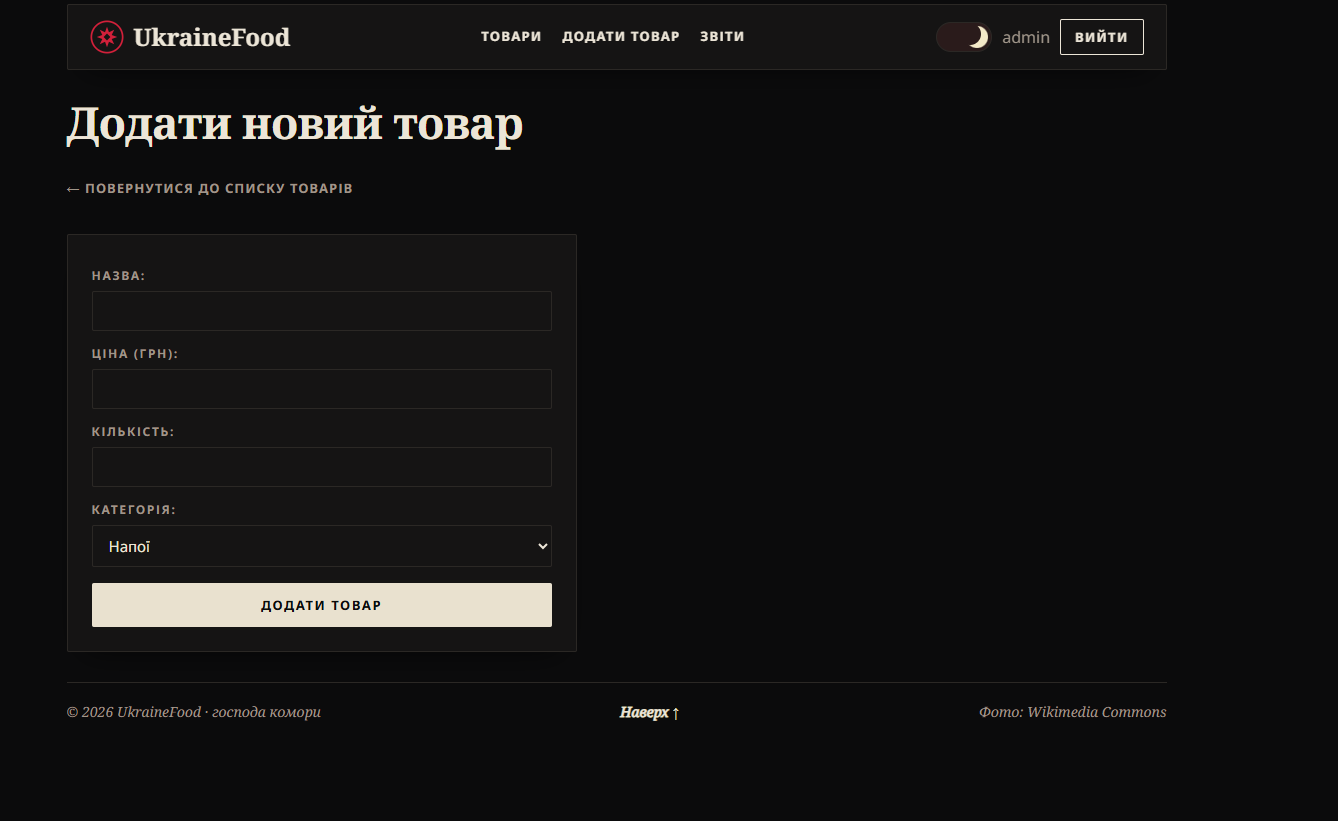 UkraineFood
ТОВАРИ ДОДАТИ ТОВАР ЗВІТИ
admin ВИЙТИ
Додати новий товар
← ПОВЕРНУТИСЯ ДО СПИСКУ ТОВАРІВ
НАЗВА:
ЦІНА (ГРН):
КІЛЬКІСТЬ:
КАТЕГОРІЯ:
Напої
ДОДАТИ ТОВАР
© 2026 UkraineFood · господа комори
Наверх ↑
Фото: Wikimedia Commons